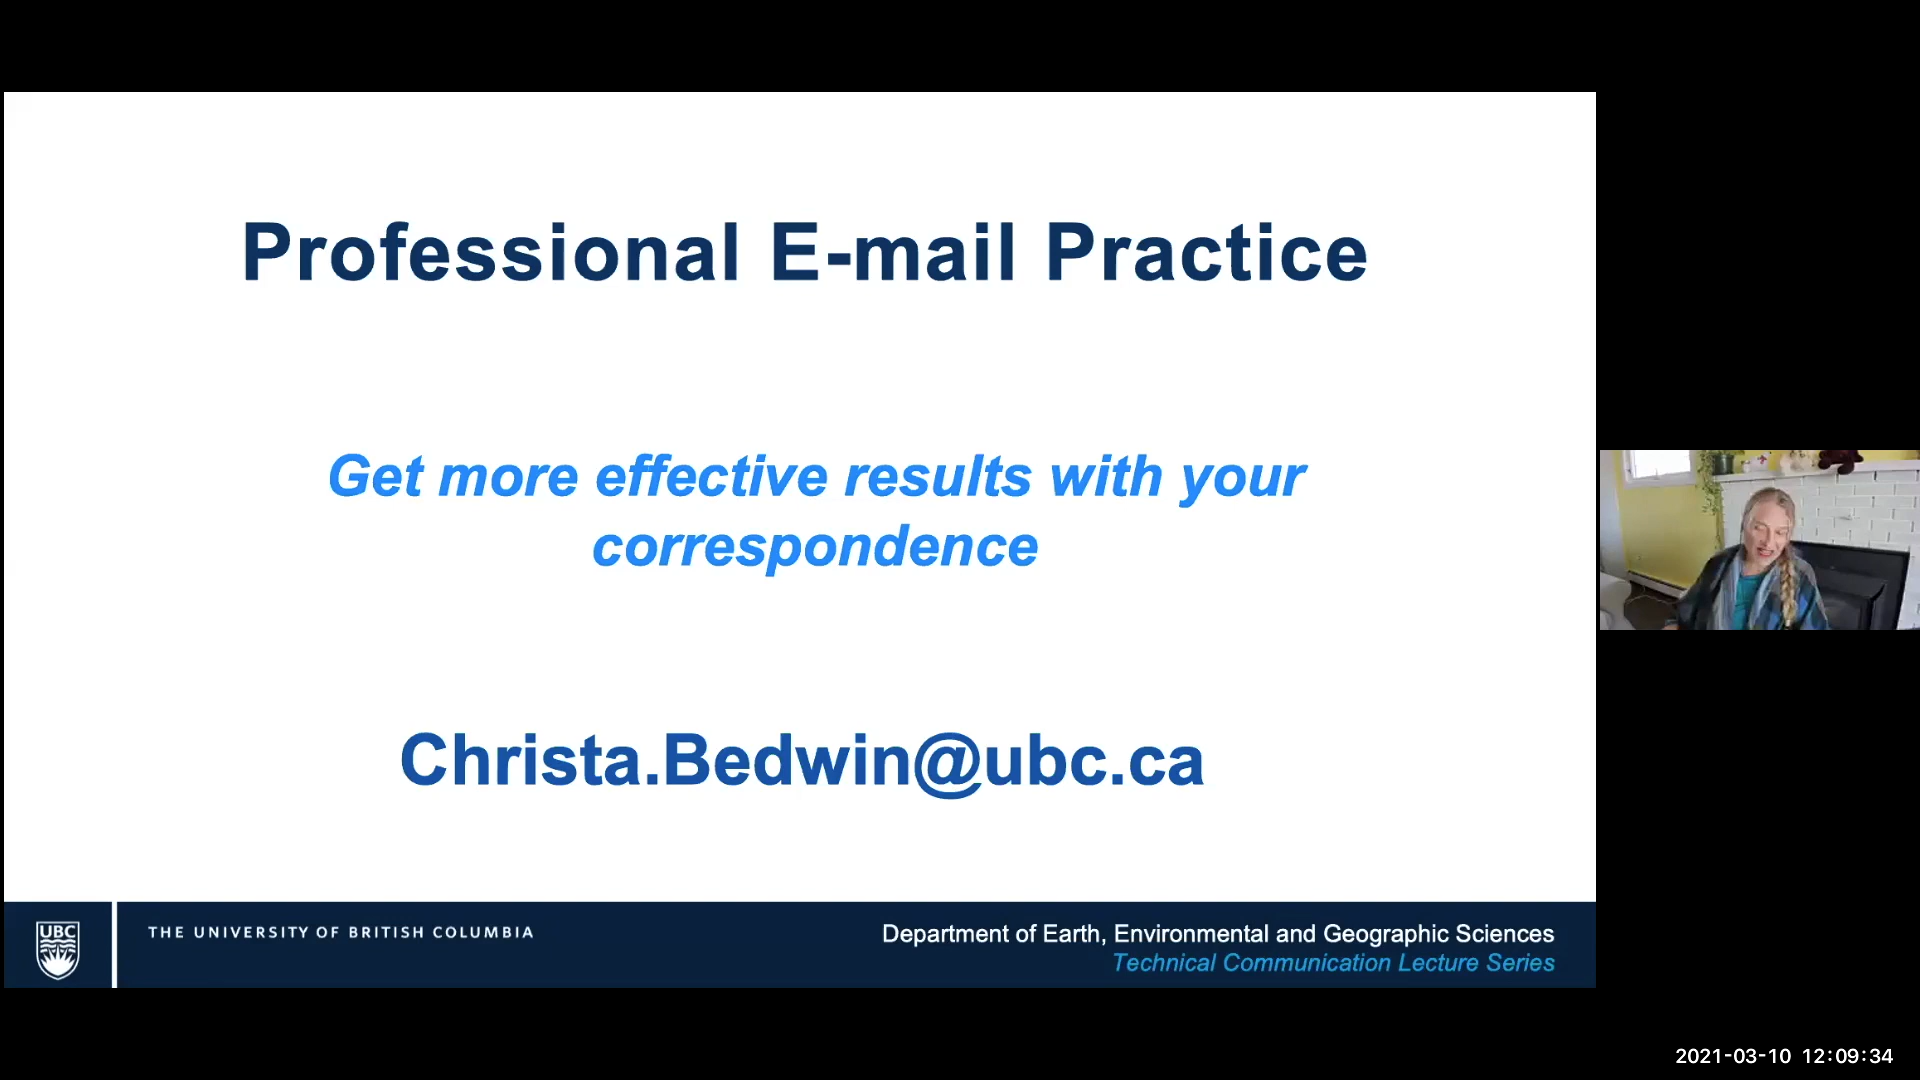 Professional E-mail Practice
Get more effective results with your
correspondence
Christa.Bedwin@ubc.ca
UBC
THE UNIVERSITY OF BRITISH COLUMBIA
Department of Earth, Environmental and Geographic Sciences
Technical Communication Lecture Series
2021-03-10 12:09:34